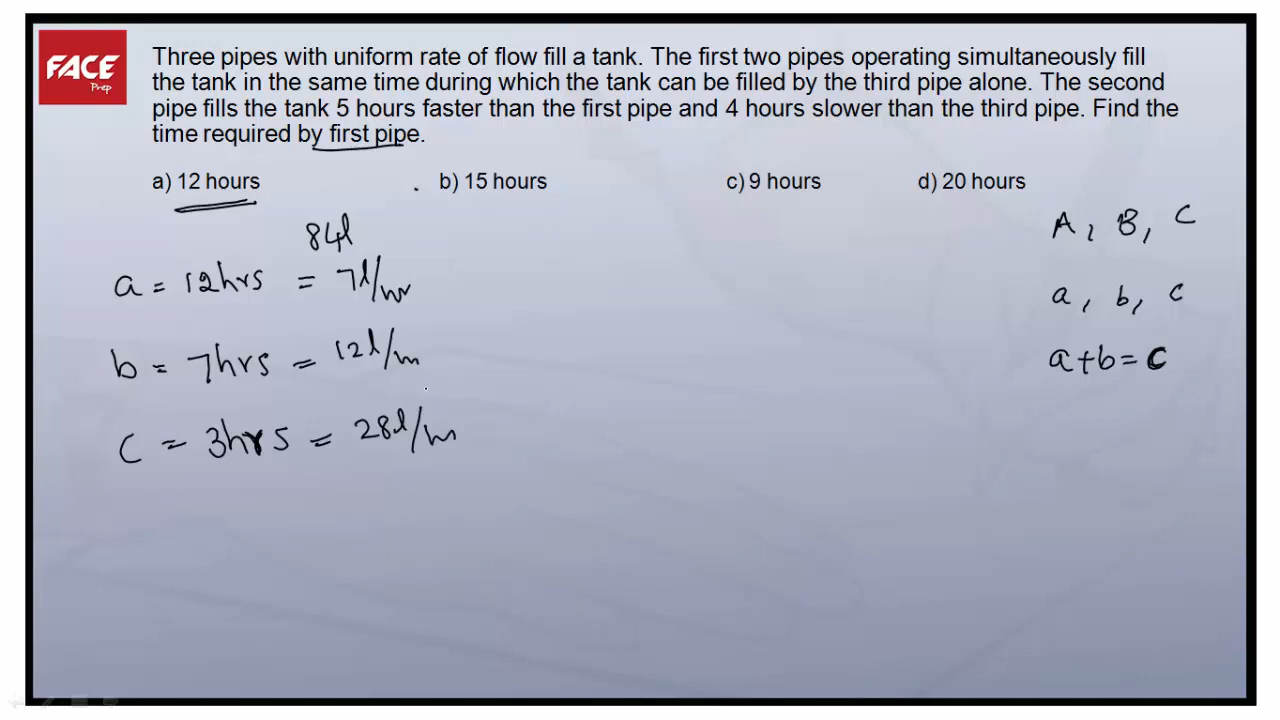 FACE
Prep
Three pipes with uniform rate of flow fill a tank. The first two pipes operating simultaneously fill
the tank in the same time during which the tank can be filled by the third pipe alone. The second
pipe fills the tank 5 hours faster than the first pipe and 4 hours slower than the third pipe. Find the
time required by first pipe.
a) 12 hours b) 15 hours c) 9 hours d) 20 hours
A, B, C
84l
a = 12hrs = 7l/hr
a, b, c
b = 7hrs = 12l/m
a+b=c
C = 3hrs = 28l/m